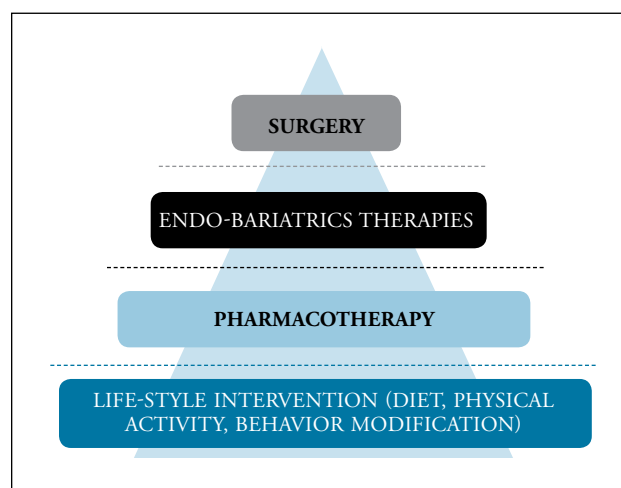 SURGERY
ENDO-BARIATRICS THERAPIES
PHARMACOTHERAPY
LIFE-STYLE INTERVENTION (DIET, PHYSICAL
ACTIVITY, BEHAVIOR MODIFICATION)